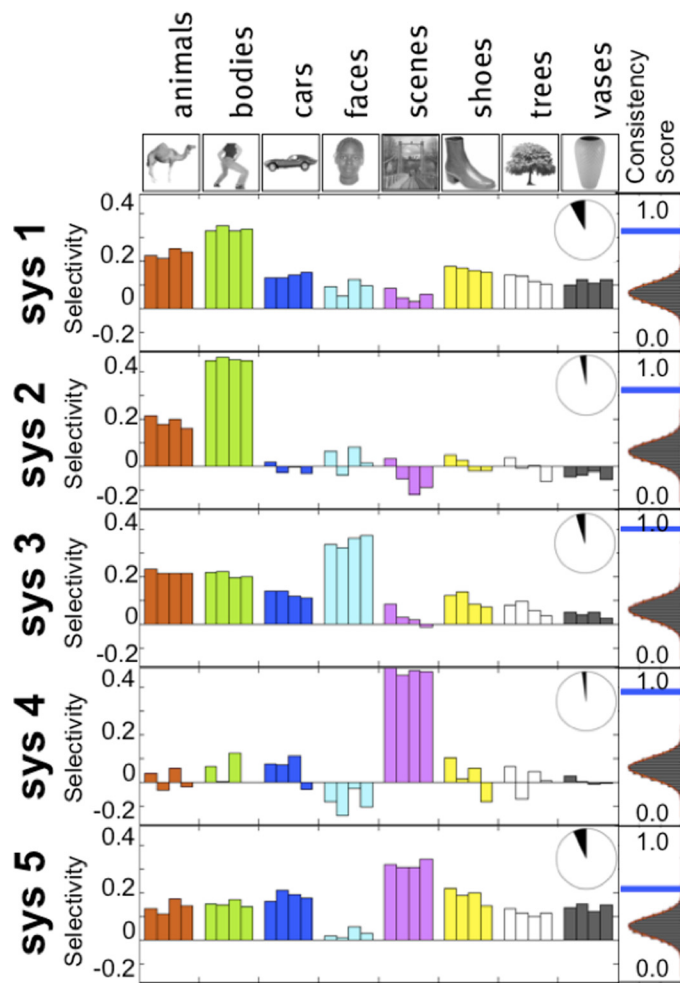 animals
bodies
cars
faces
scenes
shoes
trees
vases
Consistency
Score
sys 1
Selectivity
0.4
0.2
0
-0.2
1.0
0.0
sys 2
Selectivity
0.4
0.2
0
-0.2
1.0
0.0
sys 3
Selectivity
0.4
0.2
0
-0.2
1.0
0.0
sys 4
Selectivity
0.4
0.2
0
-0.2
1.0
0.0
sys 5
Selectivity
0.4
0.2
0
-0.2
1.0
0.0